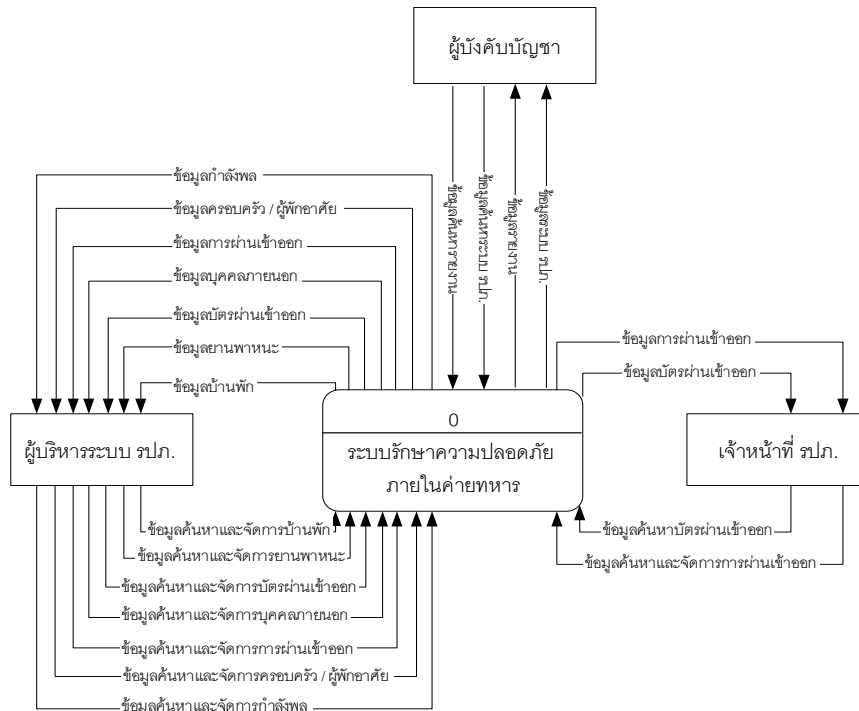 ผู้บังคับบัญชา
ข้อมูลค้นหารายงาน
ข้อมูลค้นหาระบบ รปภ.
ข้อมูลรายงาน
ข้อมูลระบบ รปภ.
ข้อมูลกำลังพล
ข้อมูลครอบครัว / ผู้พักอาศัย
ข้อมูลการผ่านเข้าออก
ข้อมูลบุคคลภายนอก
ข้อมูลบัตรผ่านเข้าออก
ข้อมูลยานพาหนะ
ข้อมูลบ้านพัก
ข้อมูลการผ่านเข้าออก
ข้อมูลบัตรผ่านเข้าออก
ผู้บริหารระบบ รปภ.
0
ระบบรักษาความปลอดภัย
ภายในค่ายทหาร
เจ้าหน้าที่ รปภ.
ข้อมูลค้นหาและจัดการบ้านพัก
ข้อมูลค้นหาและจัดการยานพาหนะ
ข้อมูลค้นหาและจัดการบัตรผ่านเข้าออก
ข้อมูลค้นหาและจัดการบุคคลภายนอก
ข้อมูลค้นหาและจัดการการผ่านเข้าออก
ข้อมูลค้นหาและจัดการครอบครัว / ผู้พักอาศัย
ข้อมูลค้นหาและจัดการกำลังพล
ข้อมูลค้นหาบัตรผ่านเข้าออก
ข้อมูลค้นหาและจัดการการผ่านเข้าออก